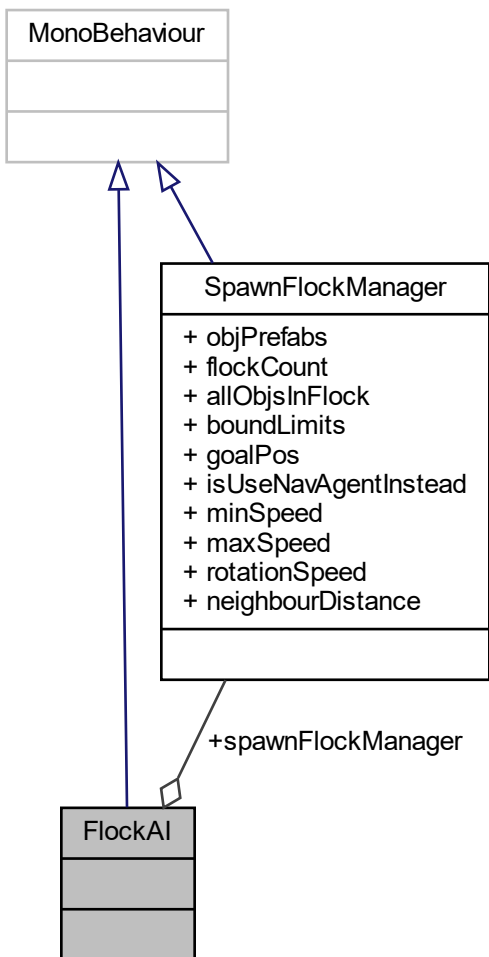 MonoBehaviour
SpawnFlockManager
+ objPrefabs
+ flockCount
+ allObjsInFlock
+ boundLimits
+ goalPos
+ isUseNavAgentInstead
+ minSpeed
+ maxSpeed
+ rotationSpeed
+ neighbourDistance
+spawnFlockManager
FlockAI